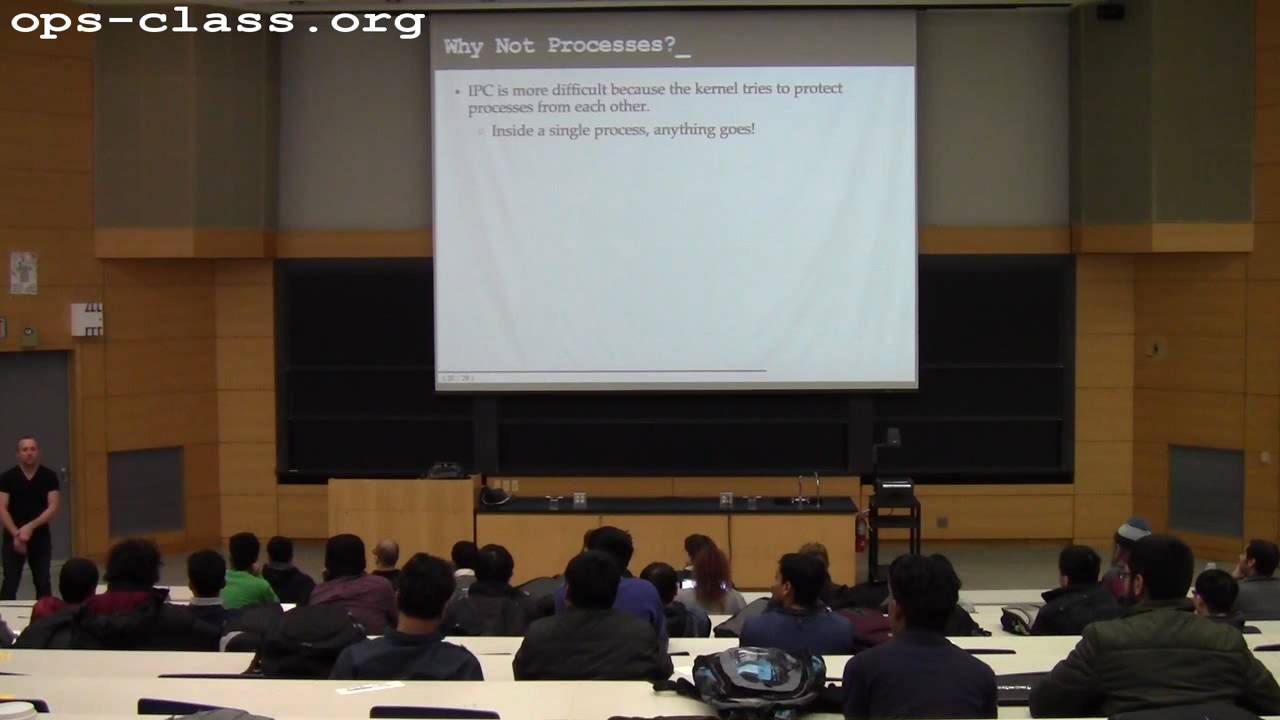 ops-class.org
Why Not Processes?_
• IPC is more difficult because the kernel tries to protect
processes from each other.
◦ Inside a single process, anything goes!